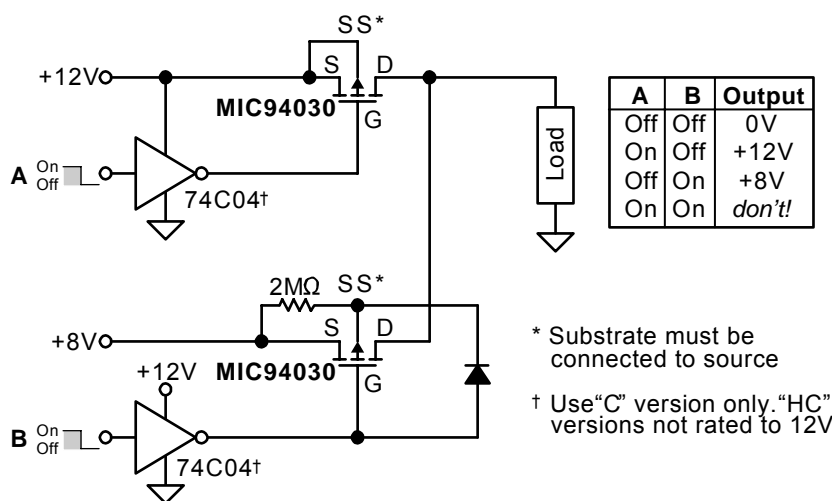 SS*
S D
+12V
MIC94030
G
A On
Off
74C04†
Load
A B Output
Off Off 0V
On Off +12V
Off On +8V
On On don't!
2MΩ SS*
S D
+8V
MIC94030
G
+12V
B On
Off
74C04†
* Substrate must be
connected to source
† Use“C” version only.“HC”
versions not rated to 12V